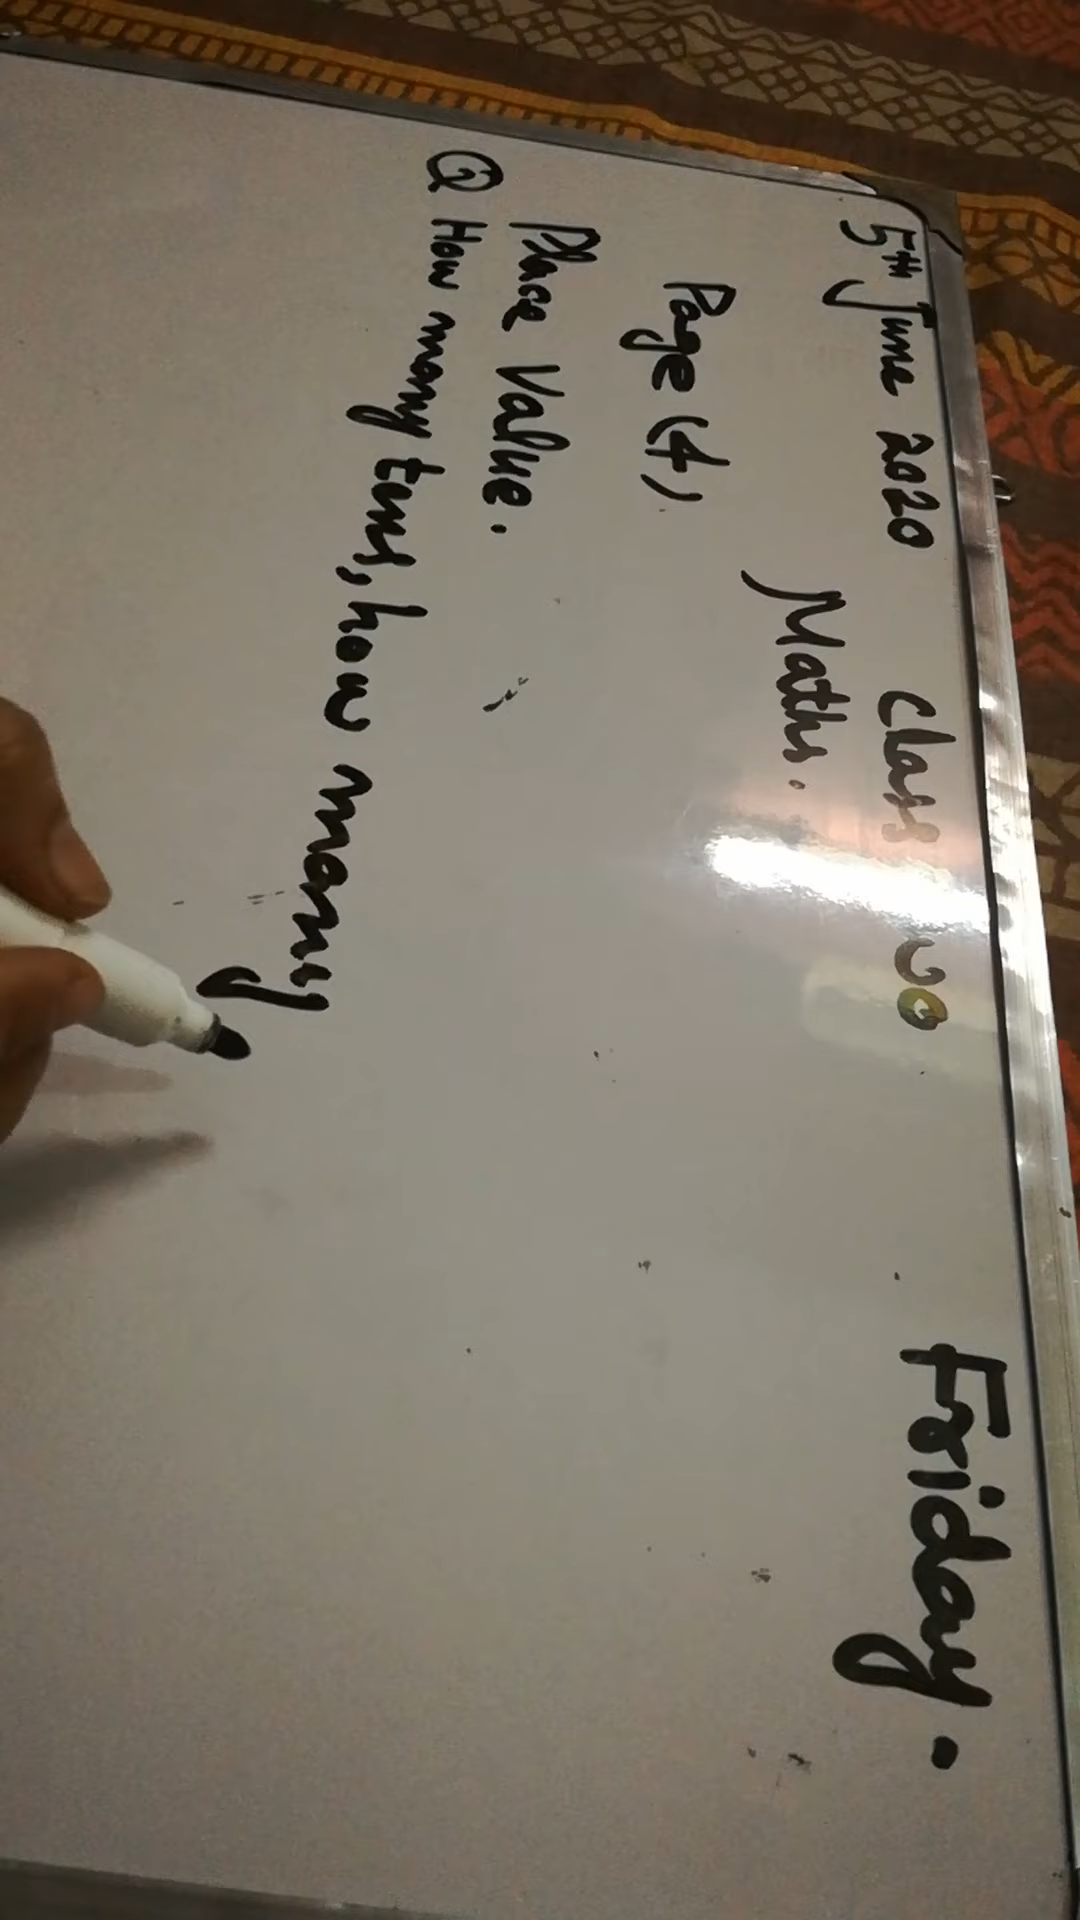 5th June 2020 Class Friday.
Maths.
Page (4)
Place Value.
Q How many tens, how many